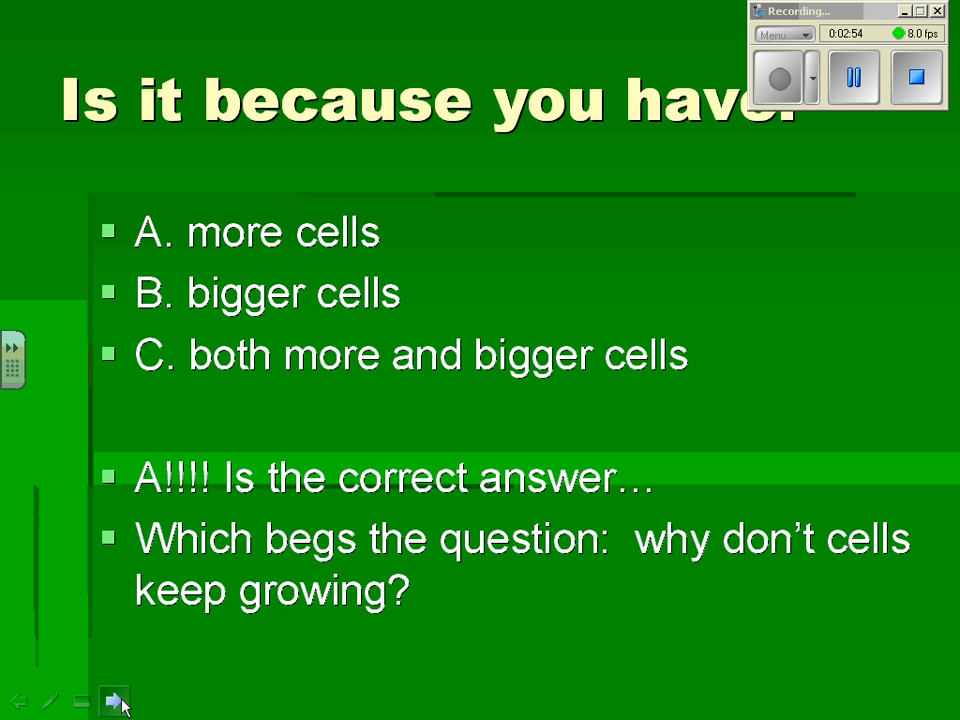 Recording...
Menu
0:02:54
8.0 fps
Is it because you have:
A. more cells
B. bigger cells
C. both more and bigger cells
A!!!! Is the correct answer…
Which begs the question:  why don’t cells
keep growing?